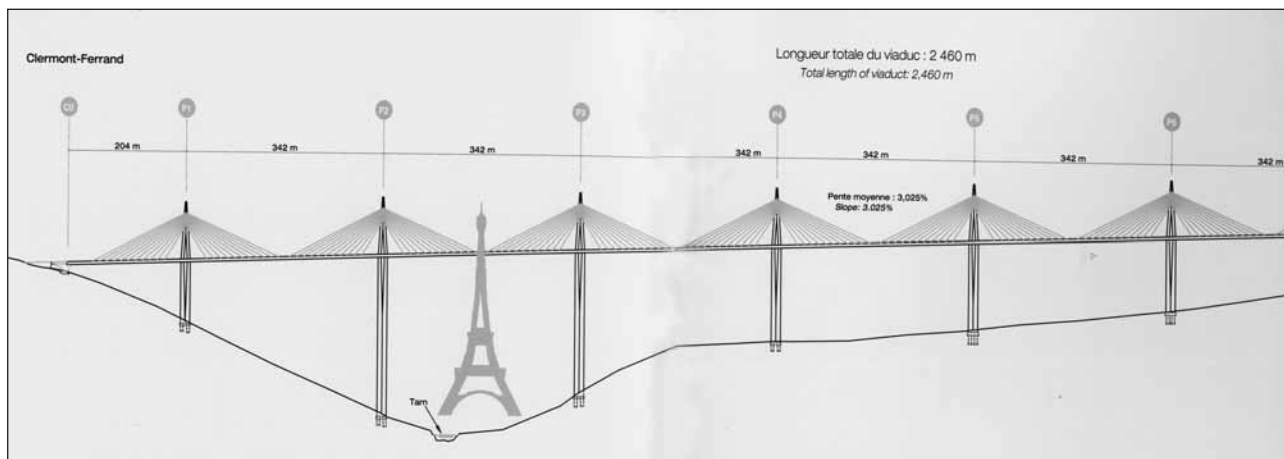 Clermont-Ferrand
Longueur totale du viaduc : 2 460 m
Total length of viaduct: 2,460 m
C0 P1 P2 P3 P4 P5 P6
204 m 342 m 342 m 342 m 342 m 342 m 342 m
Pente moyenne : 3,025%
Slope: 3.025%
Tarn